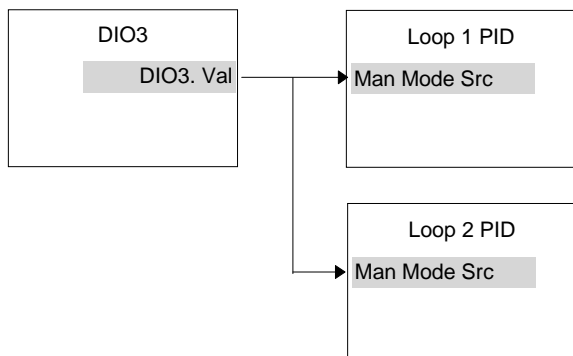 DIO3
DIO3. Val
Loop 1 PID
Man Mode Src
Loop 2 PID
Man Mode Src